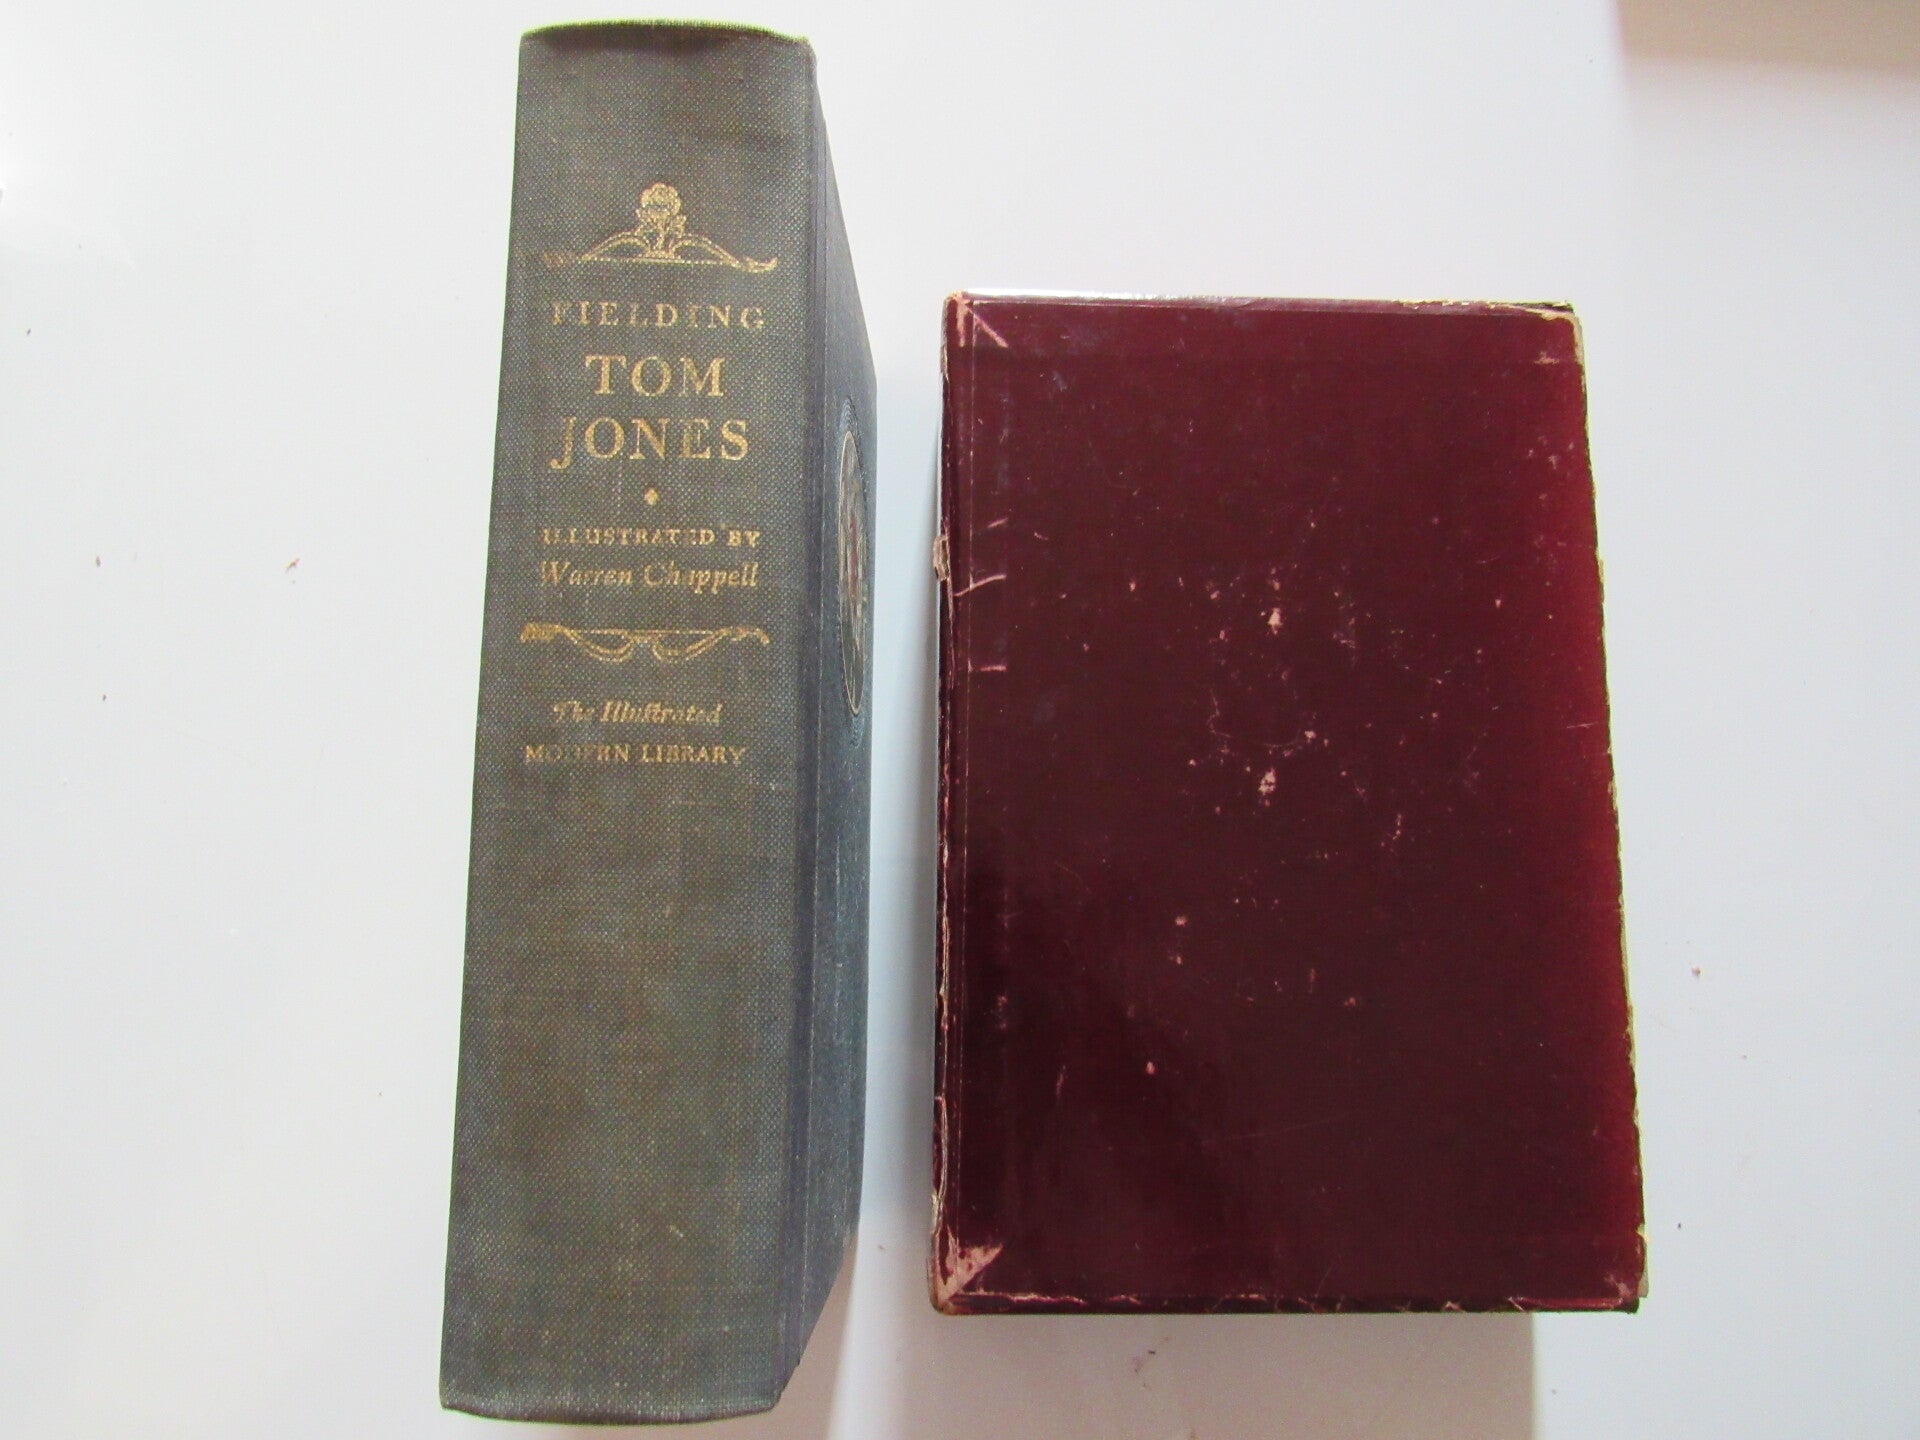 FIELDING
TOM
JONES
ILLUSTRATED BY
Warren Chappell
The Illustrated
MODERN LIBRARY